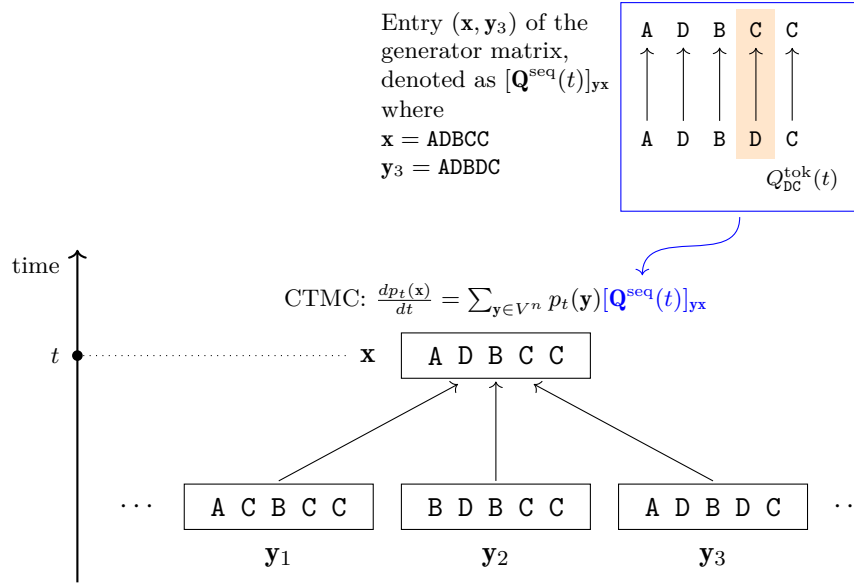 Entry (x, y₃) of the
generator matrix,
denoted as [Q^seq(t)]_yx
where
x = ADBCC
y₃ = ADBDC
A D B C C
A D B D C
Q^tok_DC(t)
time
CTMC: dp_t(x)/dt = ∑_{y∈V^n} p_t(y)[Q^seq(t)]_yx
t
x
A D B C C
··· A C B C C
B D B C C
A D B D C ··
y₁
y₂
y₃